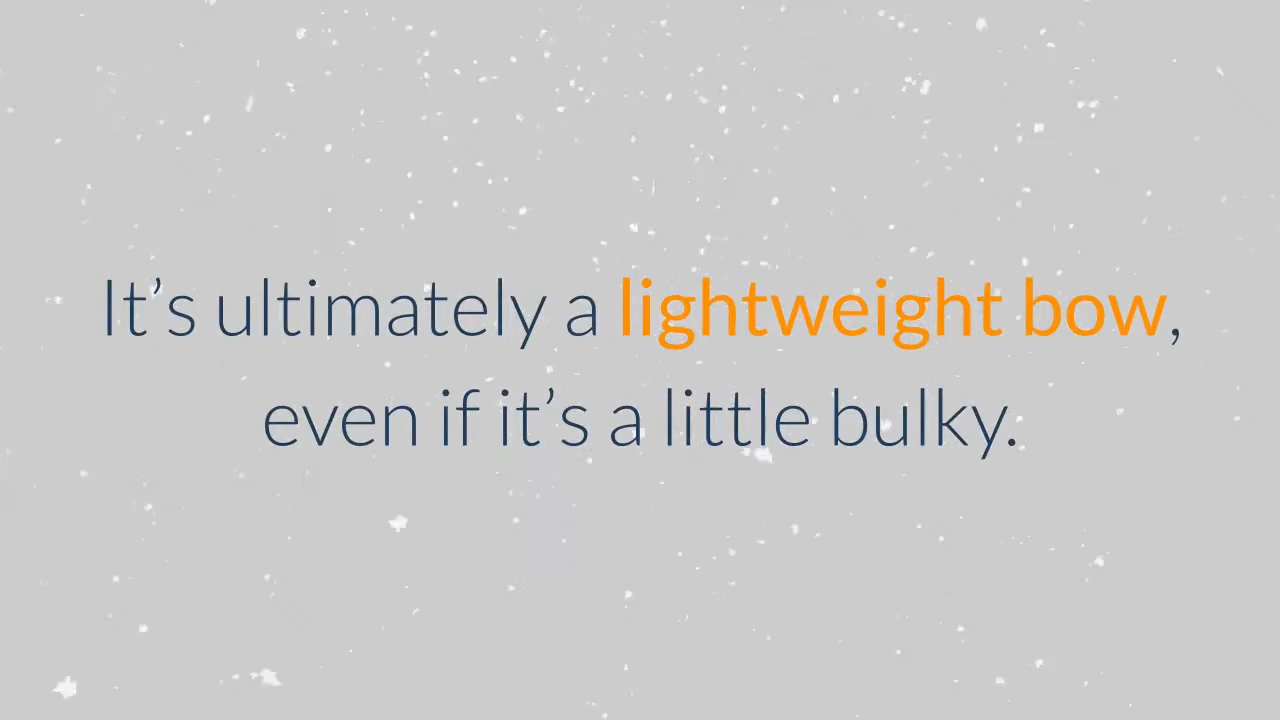 It’s ultimately a lightweight bow,
even if it’s a little bulky.